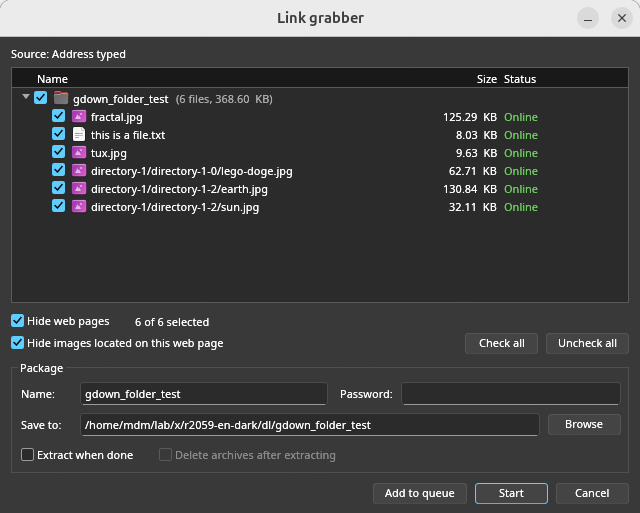 Link grabber
Source: Address typed
Name Size Status
gdown_folder_test (6 files, 368.60 KB)
fractal.jpg 125.29 KB Online
this is a file.txt 8.03 KB Online
tux.jpg 9.63 KB Online
directory-1/directory-1-0/lego-doge.jpg 62.71 KB Online
directory-1/directory-1-2/earth.jpg 130.84 KB Online
directory-1/directory-1-2/sun.jpg 32.11 KB Online
Hide web pages 6 of 6 selected
Hide images located on this web page Check all Uncheck all
Package
Name: gdown_folder_test Password:
Save to: /home/mdm/lab/x/r2059-en-dark/dl/gdown_folder_test Browse
Extract when done Delete archives after extracting
Add to queue Start Cancel